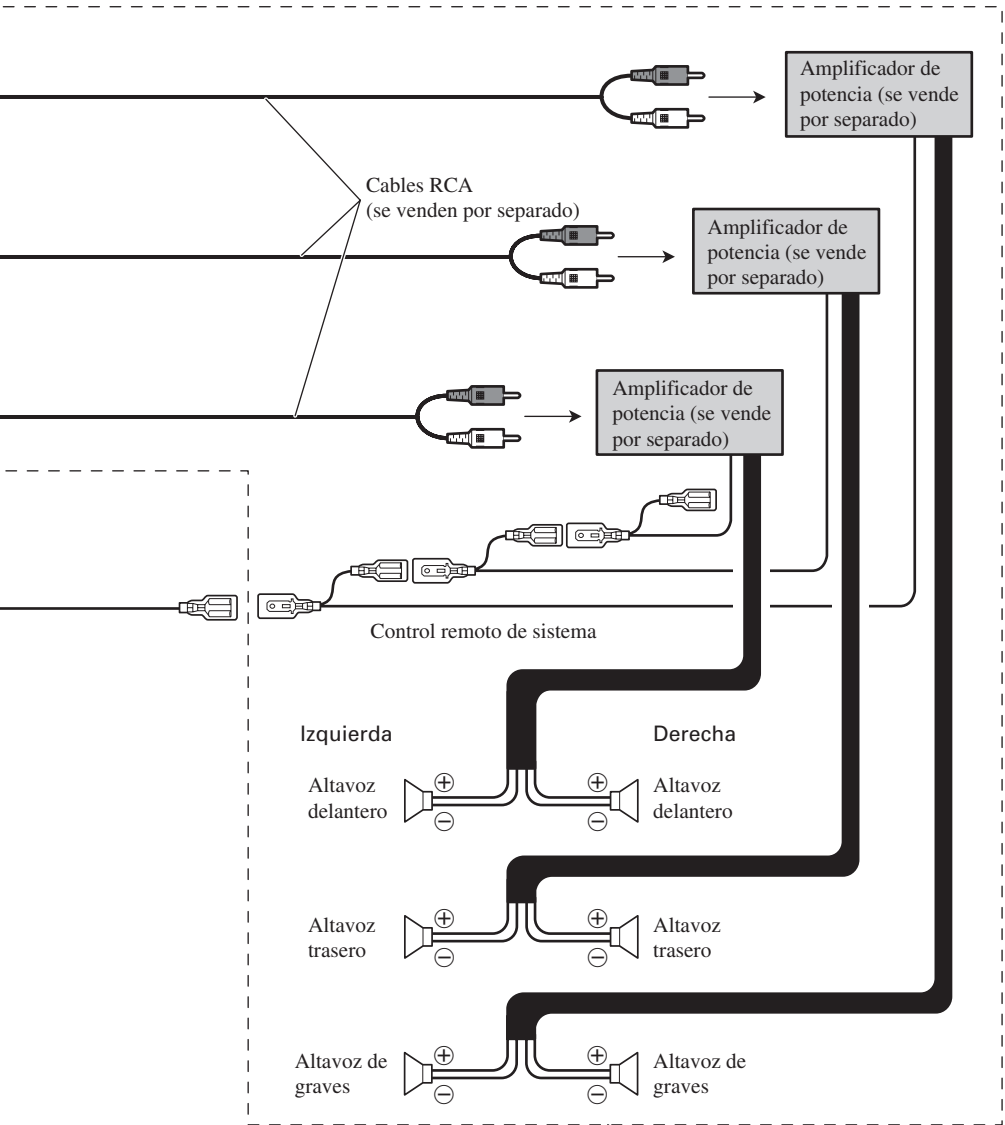 Amplificador de
potencia (se vende
por separado)
Cables RCA
(se venden por separado)
Amplificador de
potencia (se vende
por separado)
Amplificador de
potencia (se vende
por separado)
Control remoto de sistema
Izquierda
Derecha
Altavoz
delantero
+
−
+
−
Altavoz
delantero
Altavoz
trasero
+
−
+
−
Altavoz
trasero
Altavoz de
graves
+
−
+
−
Altavoz de
graves